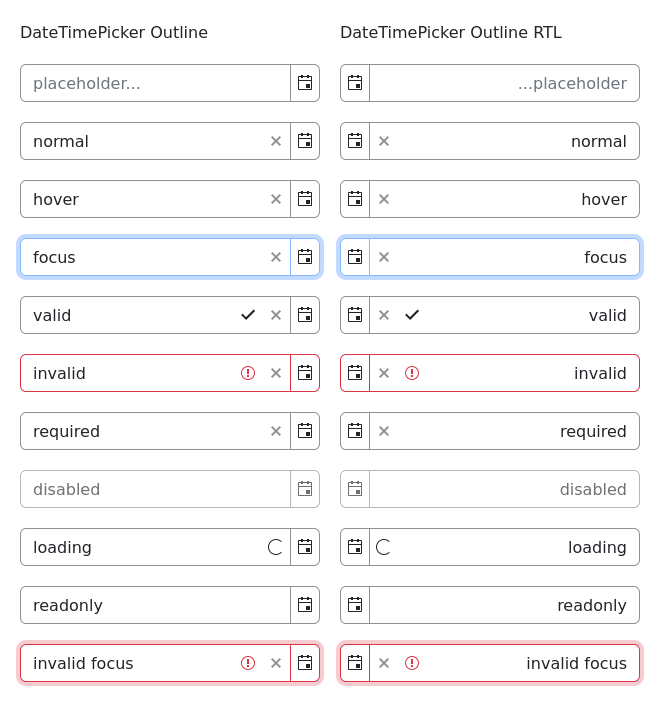 DateTimePicker Outline
placeholder...
normal
hover
focus
valid
invalid
required
disabled
loading
readonly
invalid focus
DateTimePicker Outline RTL
...placeholder
normal
hover
focus
valid
invalid
required
disabled
loading
readonly
invalid focus